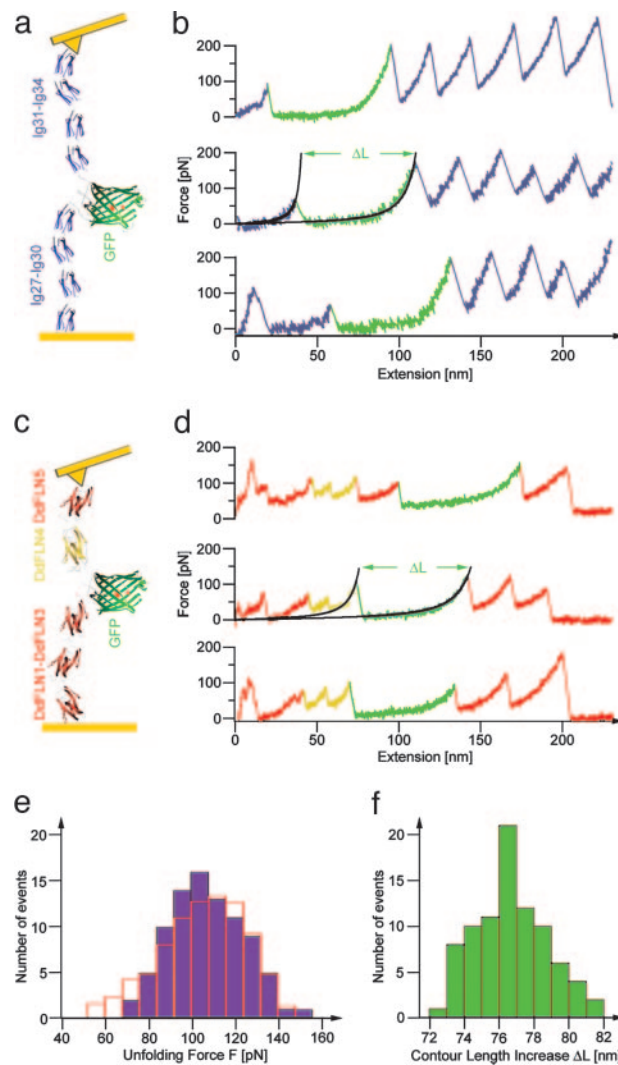 a
Ig31-Ig34
GFP
Ig27-Ig30
b
200
100
0
200
100
0
200
100
0
Force [pN]
ΔL
0
50
100
150
200
Extension [nm]
c
DdFLN4 DdFLN5
GFP
DdFLN1-DdFLN3
d
200
100
0
200
100
0
200
100
0
Force [pN]
ΔL
0
50
100
150
200
Extension [nm]
e
20
15
10
5
0
Number of events
40
60
80
100
120
140
160
Unfolding Force F [pN]
f
20
15
10
5
0
Number of events
72
74
76
78
80
82
Contour Length Increase ΔL [nm]